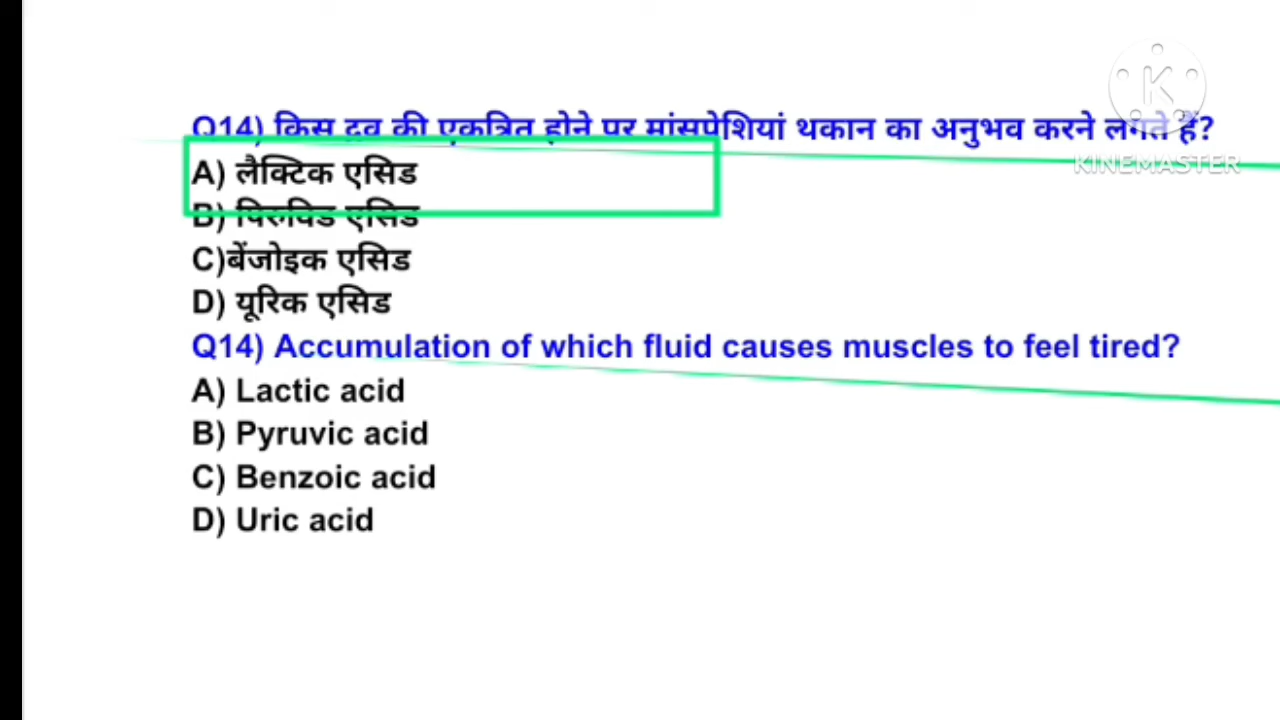 Q14) किस द्रव की एकत्रित होने पर मांसपेशियां थकान का अनुभव करने लगते हैं?
A) लैक्टिक एसिड
B) पिरुविड एसिड
C)बेंजोइक एसिड
D) यूरिक एसिड
Q14) Accumulation of which fluid causes muscles to feel tired?
A) Lactic acid
B) Pyruvic acid
C) Benzoic acid
D) Uric acid
K
KINEMASTER